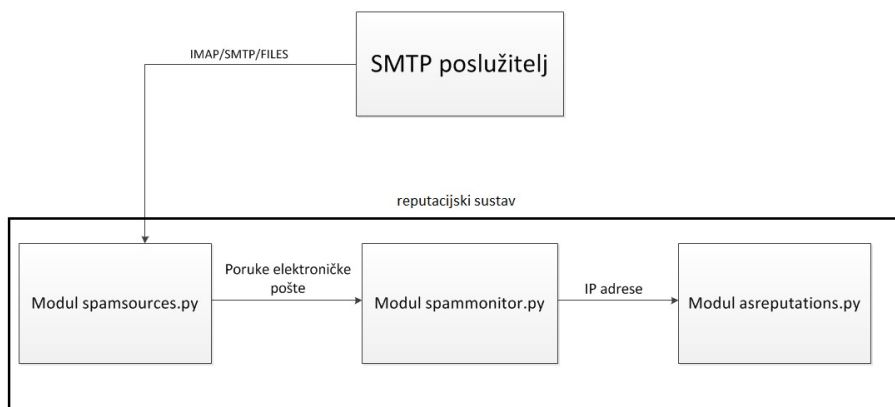 SMTP poslužitelj
IMAP/SMTP/FILES
reputacijski sustav
Modul spamsources.py
Poruke elektroničke
pošte
Modul spammonitor.py
IP adrese
Modul asreputations.py